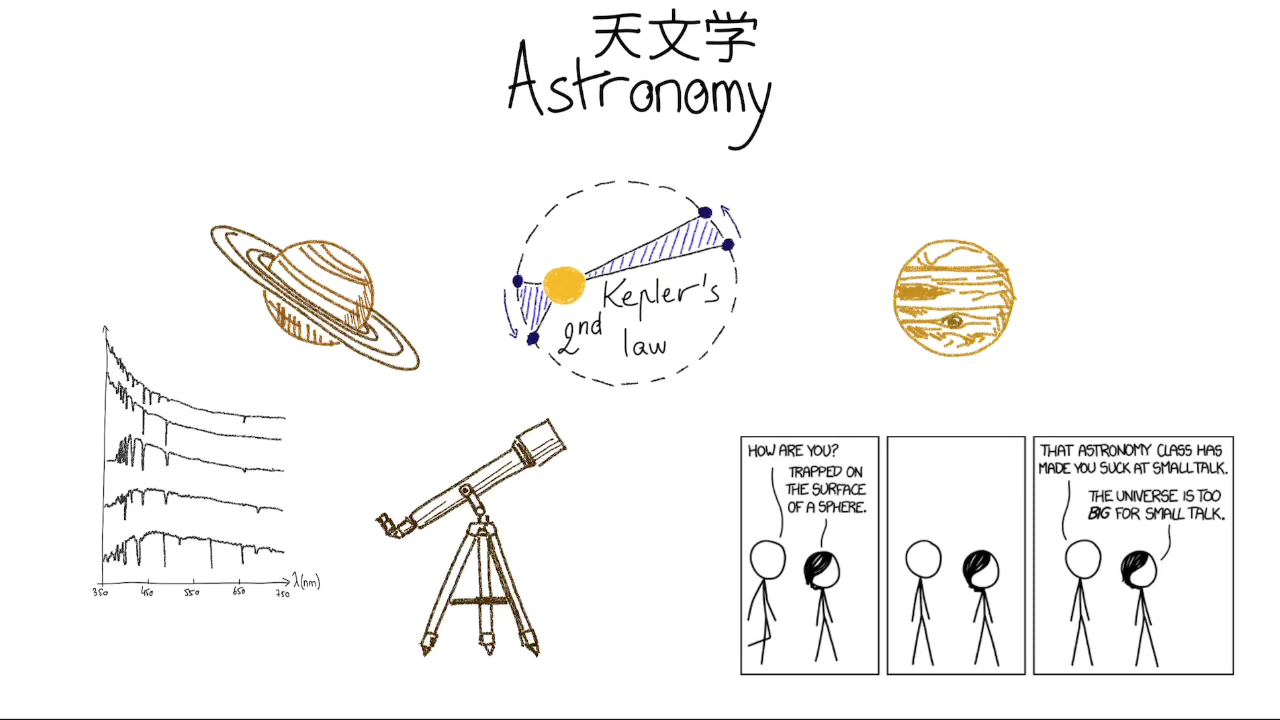 天文学
Astronomy
Kepler's
2nd
law
λ(nm)
350 450 550 650 750
HOW ARE YOU?
TRAPPED ON
THE SURFACE
OF A SPHERE.
THAT ASTRONOMY CLASS HAS
MADE YOU SUCK AT SMALL TALK.
THE UNIVERSE IS TOO
BIG FOR SMALL TALK.